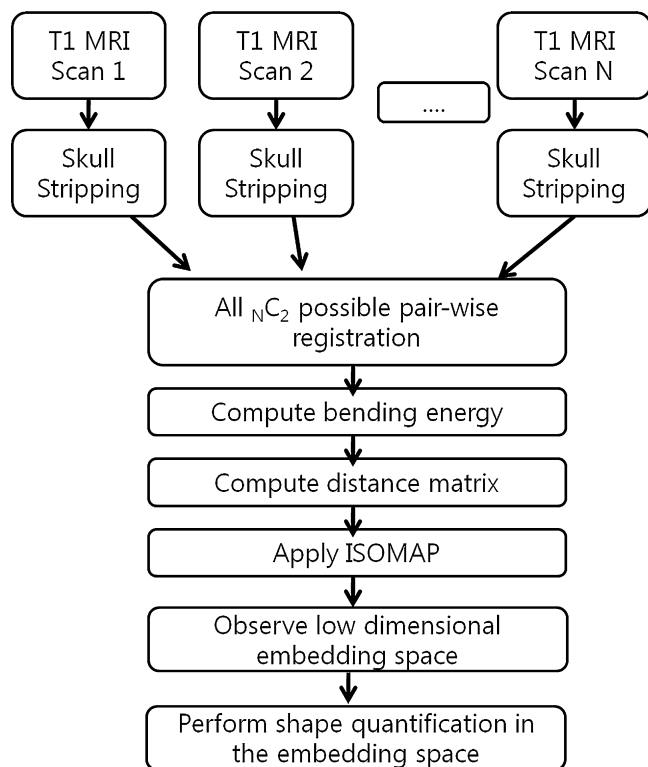 T1 MRI
Scan 1
T1 MRI
Scan 2
....
T1 MRI
Scan N
Skull
Stripping
Skull
Stripping
Skull
Stripping
All NC2 possible pair-wise
registration
Compute bending energy
Compute distance matrix
Apply ISOMAP
Observe low dimensional
embedding space
Perform shape quantification in
the embedding space